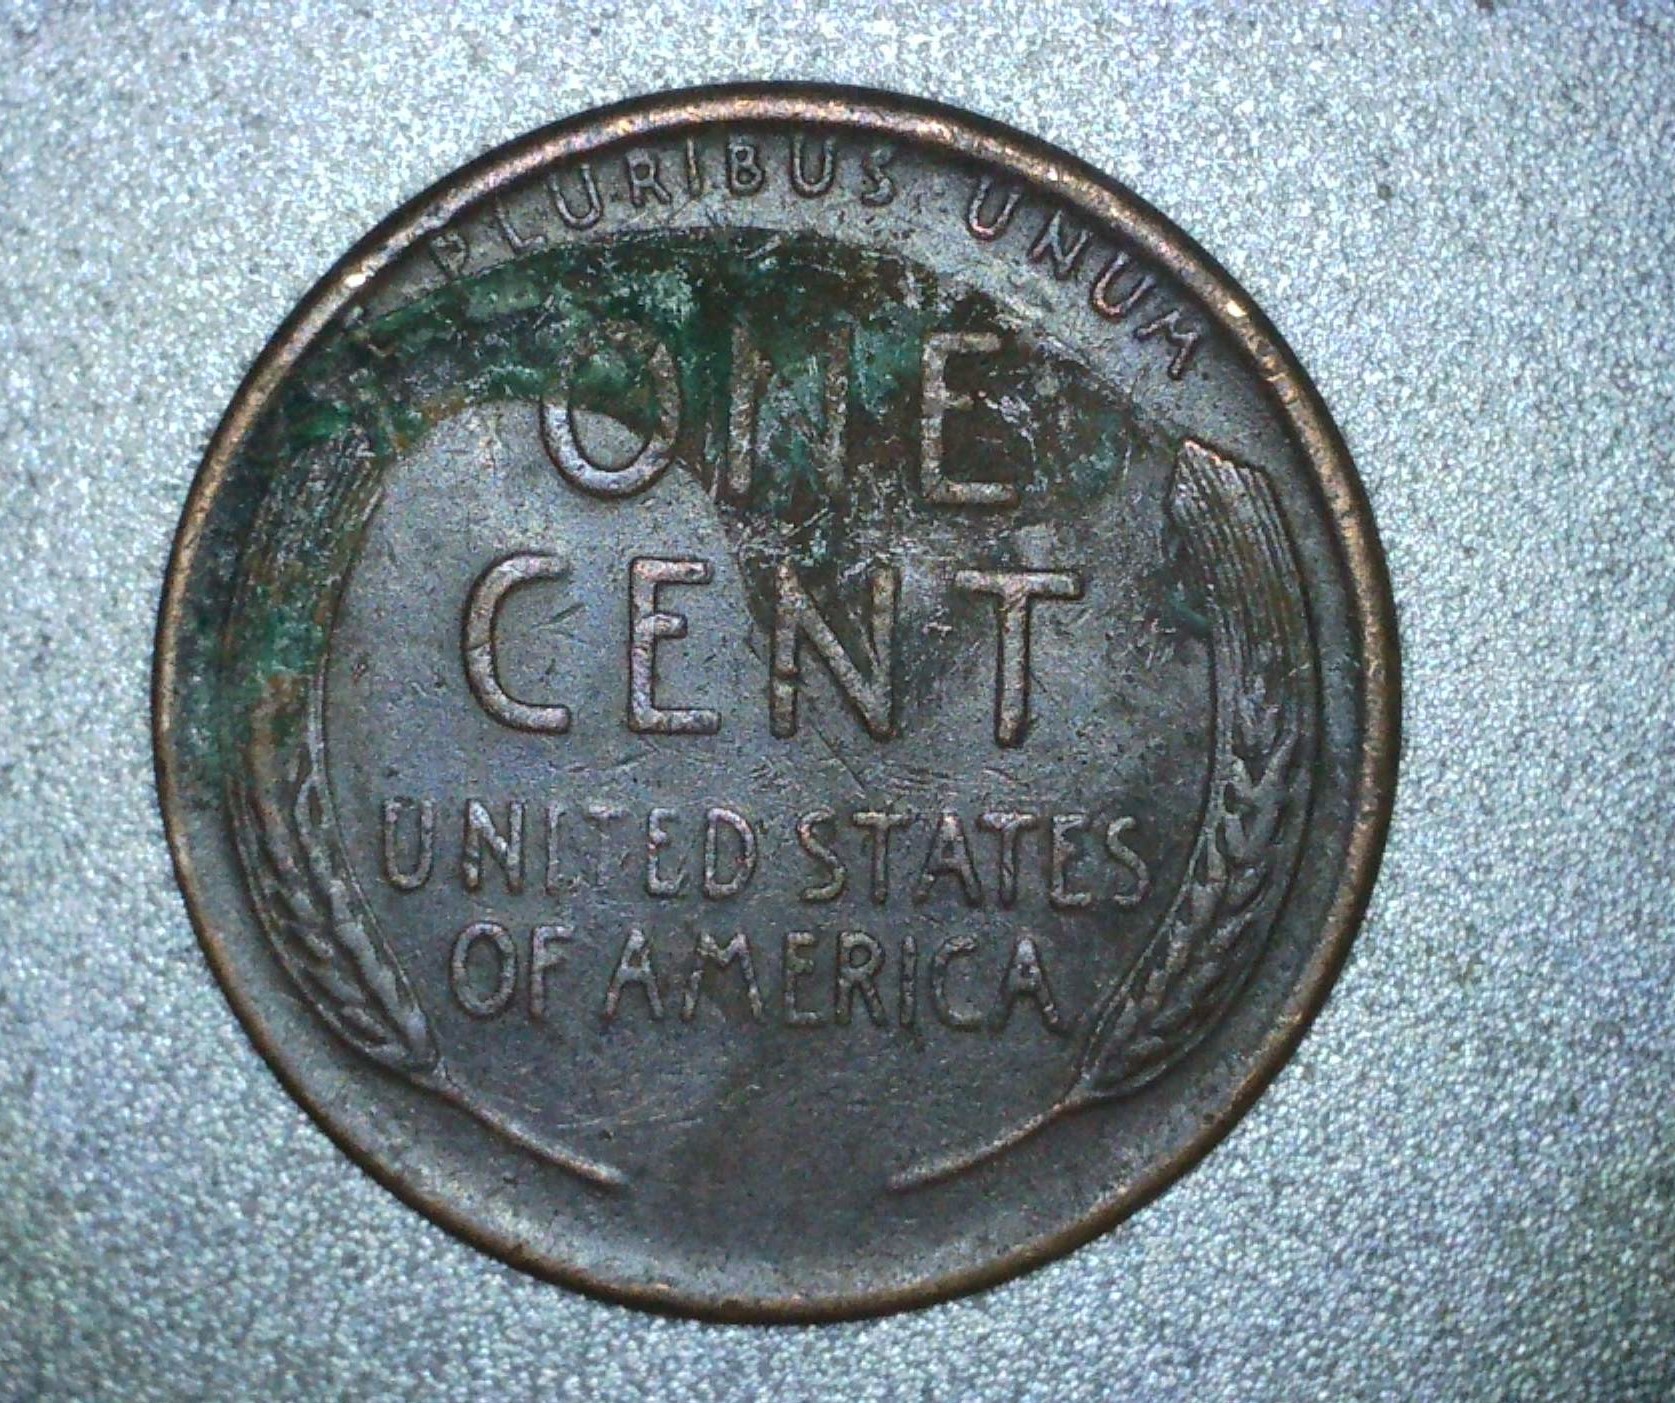 PLURIBUS UNUM
ONE
CENT
UNITED STATES
OF AMERICA